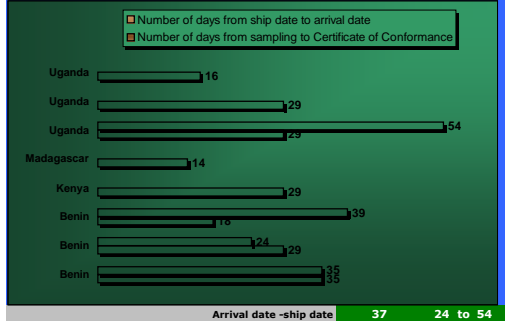 Number of days from ship date to arrival date
Number of days from sampling to Certificate of Conformance
Uganda 16
Uganda 29
Uganda 54
29
Madagascar 14
Kenya 29
Benin 39
18
Benin 24
29
Benin 35
35
Arrival date -ship date 37 24 to 54